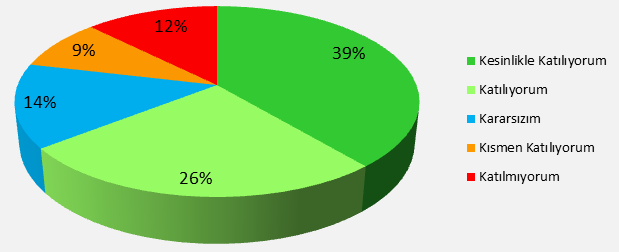 12%
9%
39%
14%
26%
Kesinlikle Katılıyorum
Katılıyorum
Kararsızım
Kısmen Katılıyorum
Katılmıyorum